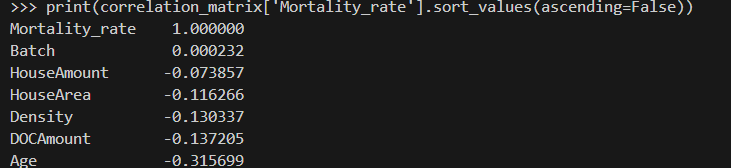 >>> print(correlation_matrix['Mortality_rate'].sort_values(ascending=False))
Mortality_rate    1.000000
Batch             0.000232
HouseAmount      -0.073857
HouseArea        -0.116266
Density          -0.130337
DOCAmount        -0.137205
Age              -0.315699